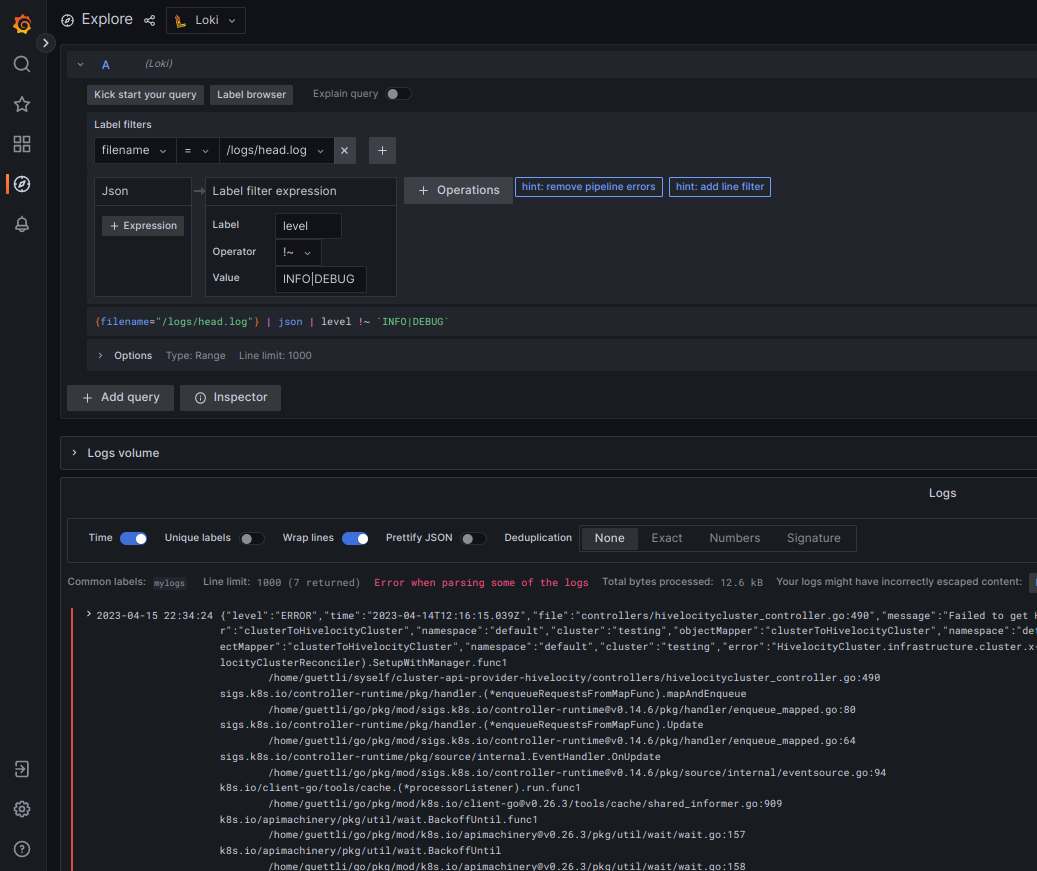 Explore Loki
A (Loki)
Kick start your query Label browser Explain query
Label filters
filename = /logs/head.log
Json Label filter expression Operations hint: remove pipeline errors hint: add line filter
+ Expression Label level
Operator !~
Value INFO|DEBUG
{filename="/logs/head.log"} | json | level !~ `INFO|DEBUG`
Options Type: Range Line limit: 1000
+ Add query Inspector
Logs volume
Logs
Time Unique labels Wrap lines Prettify JSON Deduplication None Exact Numbers Signature
Common labels: mylogs Line limit: 1000 (7 returned) Error when parsing some of the logs Total bytes processed: 12.6 kB Your logs might have incorrectly escaped content:
2023-04-15 22:34:24 {"level":"ERROR","time":"2023-04-14T12:16:15.039Z","file":"controllers/hivelocitycluster_controller.go:490","message":"Failed to get
r":"clusterToHivelocityCluster","namespace":"default","cluster":"testing","objectMapper":"clusterToHivelocityCluster","namespace":"def
ectMapper":"clusterToHivelocityCluster","namespace":"default","cluster":"testing","error":"HivelocityCluster.infrastructure.cluster.x-
locityClusterReconciler).SetupWithManager.func1
/home/guettli/syself/cluster-api-provider-hivelocity/controllers/hivelocitycluster_controller.go:490
sigs.k8s.io/controller-runtime/pkg/handler.(*enqueueRequestsFromMapFunc).mapAndEnqueue
/home/guettli/go/pkg/mod/sigs.k8s.io/controller-runtime@v0.14.6/pkg/handler/enqueue_mapped.go:80
sigs.k8s.io/controller-runtime/pkg/handler.(*enqueueRequestsFromMapFunc).Update
/home/guettli/go/pkg/mod/sigs.k8s.io/controller-runtime@v0.14.6/pkg/handler/enqueue_mapped.go:64
sigs.k8s.io/controller-runtime/pkg/source/internal.EventHandler.OnUpdate
/home/guettli/go/pkg/mod/sigs.k8s.io/controller-runtime@v0.14.6/pkg/source/internal/eventsource.go:94
k8s.io/client-go/tools/cache.(*processorListener).run.func1
/home/guettli/go/pkg/mod/k8s.io/client-go@v0.26.3/tools/cache/shared_informer.go:909
k8s.io/apimachinery/pkg/util/wait.BackoffUntil.func1
/home/guettli/go/pkg/mod/k8s.io/apimachinery@v0.26.3/pkg/util/wait/wait.go:157
k8s.io/apimachinery/pkg/util/wait.BackoffUntil
/home/guettli/go/pkg/mod/k8s.io/apimachinery@v0.26.3/pkg/util/wait/wait.go:158